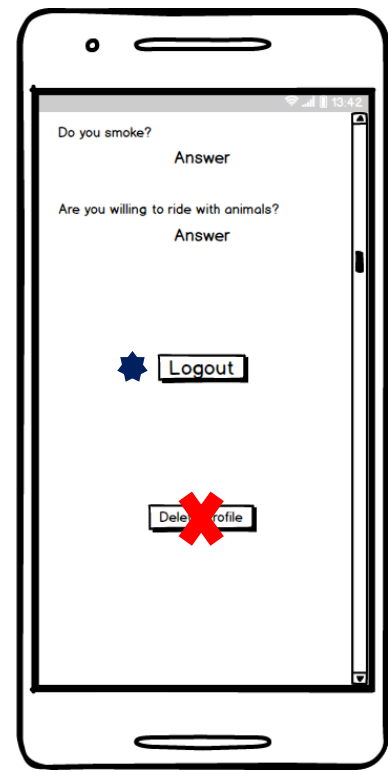 13:42
Do you smoke?
Answer
Are you willing to ride with animals?
Answer
Logout